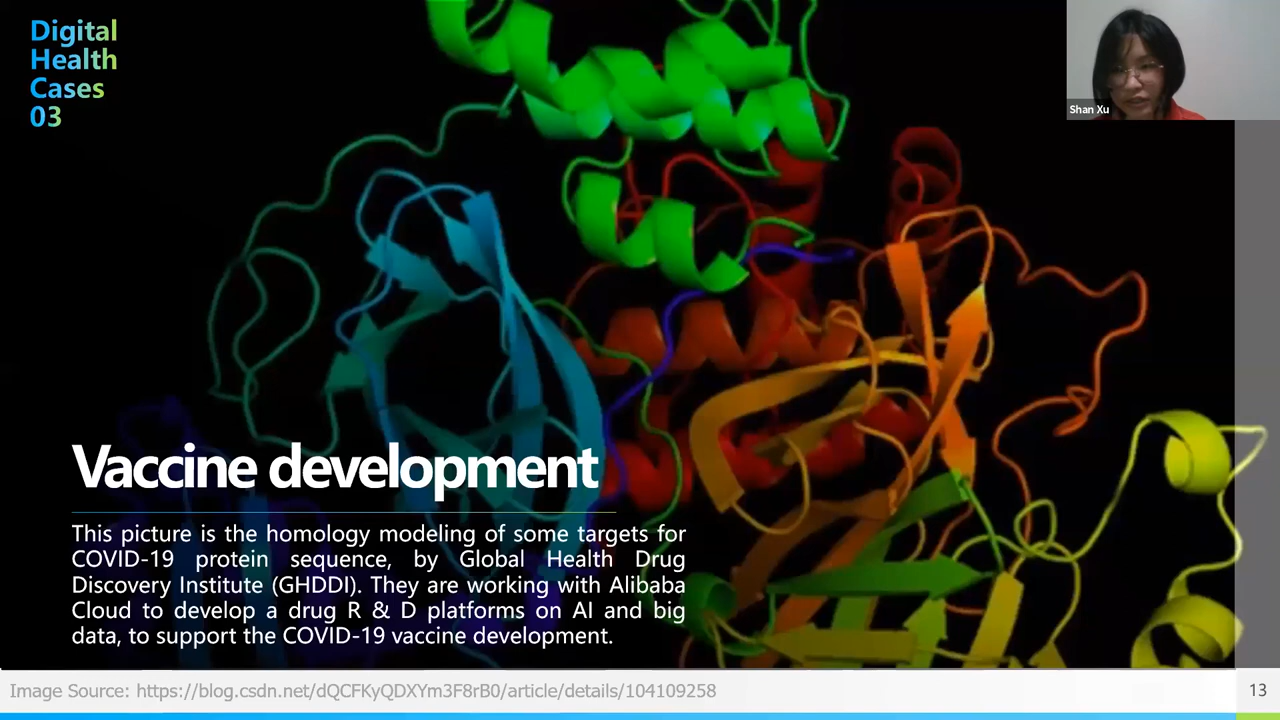 Digital
Health
Cases
03
Shan Xu
Vaccine development
This picture is the homology modeling of some targets for
COVID-19 protein sequence, by Global Health Drug
Discovery Institute (GHDDI). They are working with Alibaba
Cloud to develop a drug R & D platforms on AI and big
data, to support the COVID-19 vaccine development.
Image Source: https://blog.csdn.net/dQCFKyQDXYm3F8rB0/article/details/104109258
13